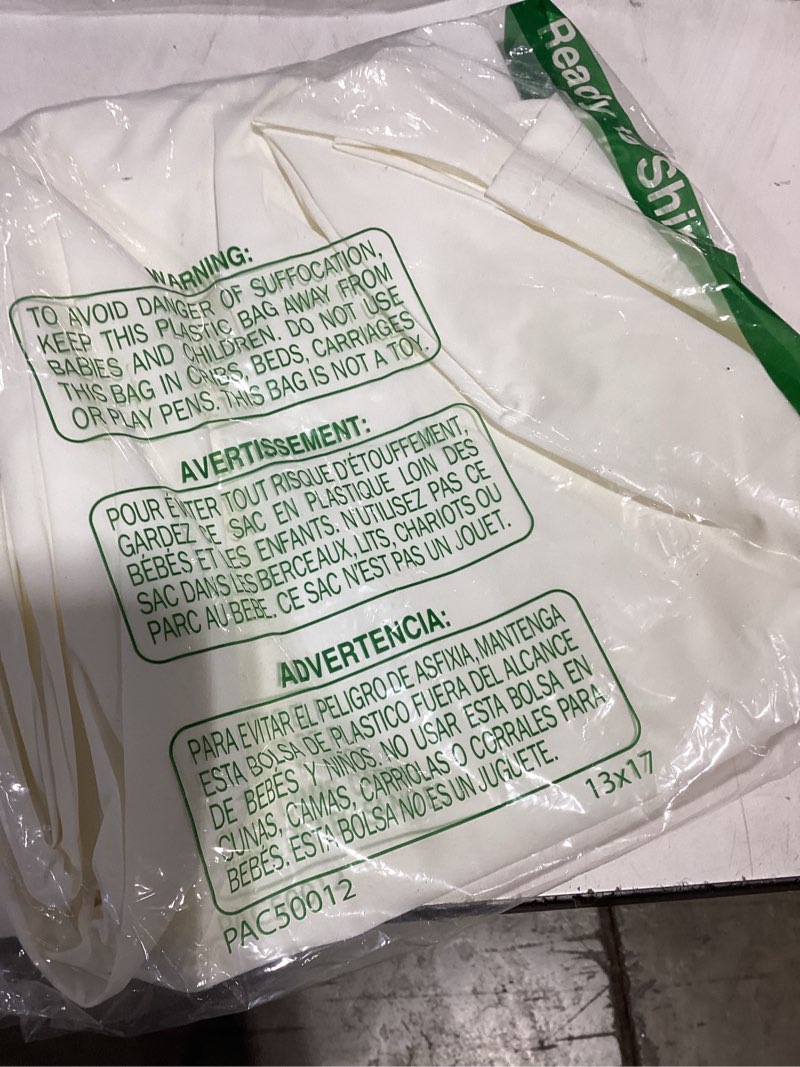 Ready to Ship
WARNING:
TO AVOID DANGER OF SUFFOCATION,
KEEP THIS PLASTIC BAG AWAY FROM
BABIES AND CHILDREN. DO NOT USE
THIS BAG IN CRIBS, BEDS, CARRIAGES
OR PLAY PENS. THIS BAG IS NOT A TOY.
AVERTISSEMENT:
POUR ÉVITER TOUT RISQUE D'ÉTOUFFEMENT,
GARDEZ CE SAC EN PLASTIQUE LOIN DES
BÉBÉS ET LES ENFANTS. N'UTILISEZ PAS CE
SAC DANS LES BERCEAUX, LITS, CHARIOTS OU
PARC AU BEBE. CE SAC N'EST PAS UN JOUET.
ADVERTENCIA:
PARA EVITAR EL PELIGRO DE ASFIXIA, MANTENGA
ESTA BOLSA DE PLASTICO FUERA DEL ALCANCE
DE BEBÉS Y NIÑOS. NO USAR ESTA BOLSA EN
CUNAS, CAMAS, CARRIOLAS O CORRALES PARA
BEBÉS. ESTA BOLSA NO ES UN JUGUETE.
13x17
PAC50012